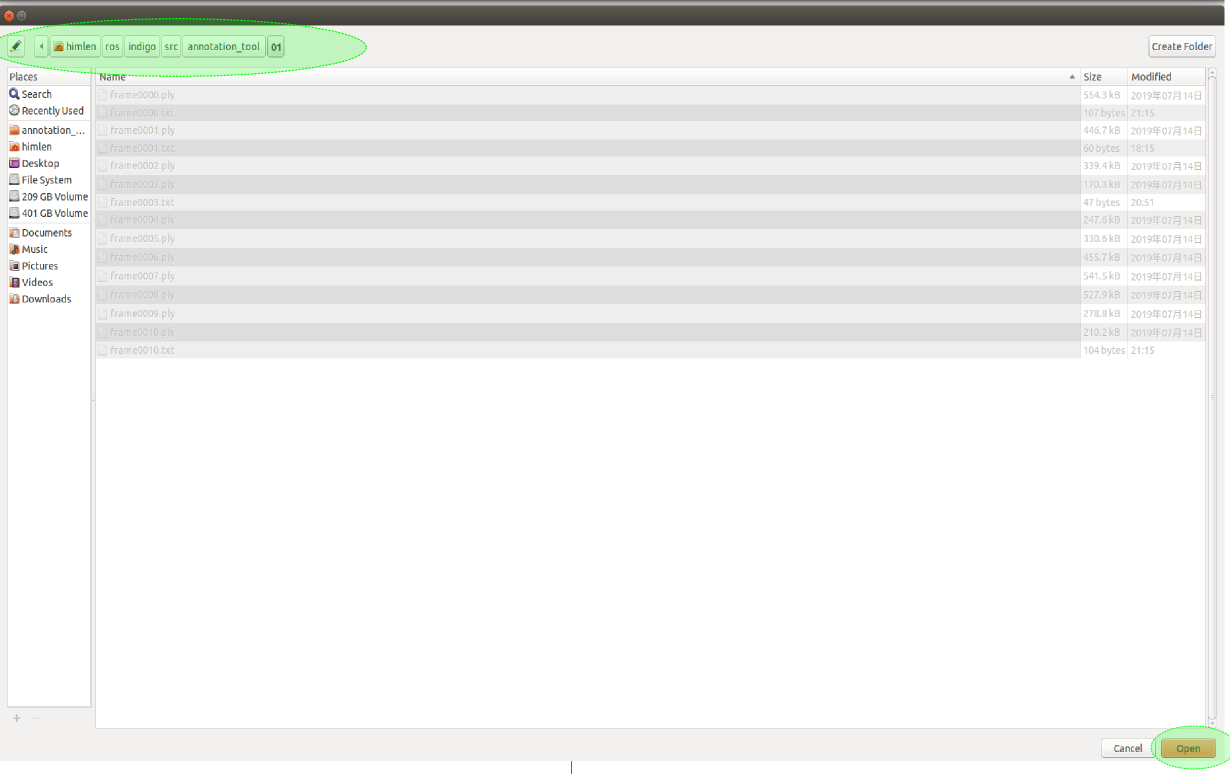 himlen ros indigo src annotation_tool 01 Create Folder
Places Name Size Modified
Search frame0000.ply 554.3 kB 2019年07月14日
Recently Used frame0000.txt 107 bytes 21:15
annotation_... frame0001.ply 446.7 kB 2019年07月14日
himlen frame0001.txt 60 bytes 18:15
Desktop frame0002.ply 339.4 kB 2019年07月14日
File System frame0003.ply 170.3 kB 2019年07月14日
209 GB Volume frame0003.txt 47 bytes 20:51
401 GB Volume frame0004.ply 247.6 kB 2019年07月14日
Documents frame0005.ply 330.6 kB 2019年07月14日
Music frame0006.ply 455.7 kB 2019年07月14日
Pictures frame0007.ply 541.5 kB 2019年07月14日
Videos frame0008.ply 527.9 kB 2019年07月14日
Downloads frame0009.ply 278.8 kB 2019年07月14日
frame0010.ply 210.2 kB 2019年07月14日
frame0010.txt 104 bytes 21:15
Cancel Open